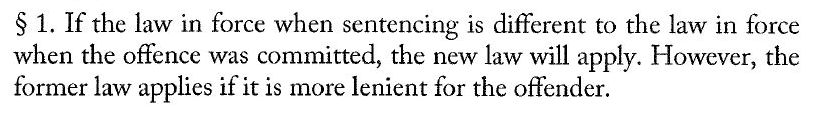 § 1. If the law in force when sentencing is different to the law in force
when the offence was committed, the new law will apply. However, the
former law applies if it is more lenient for the offender.